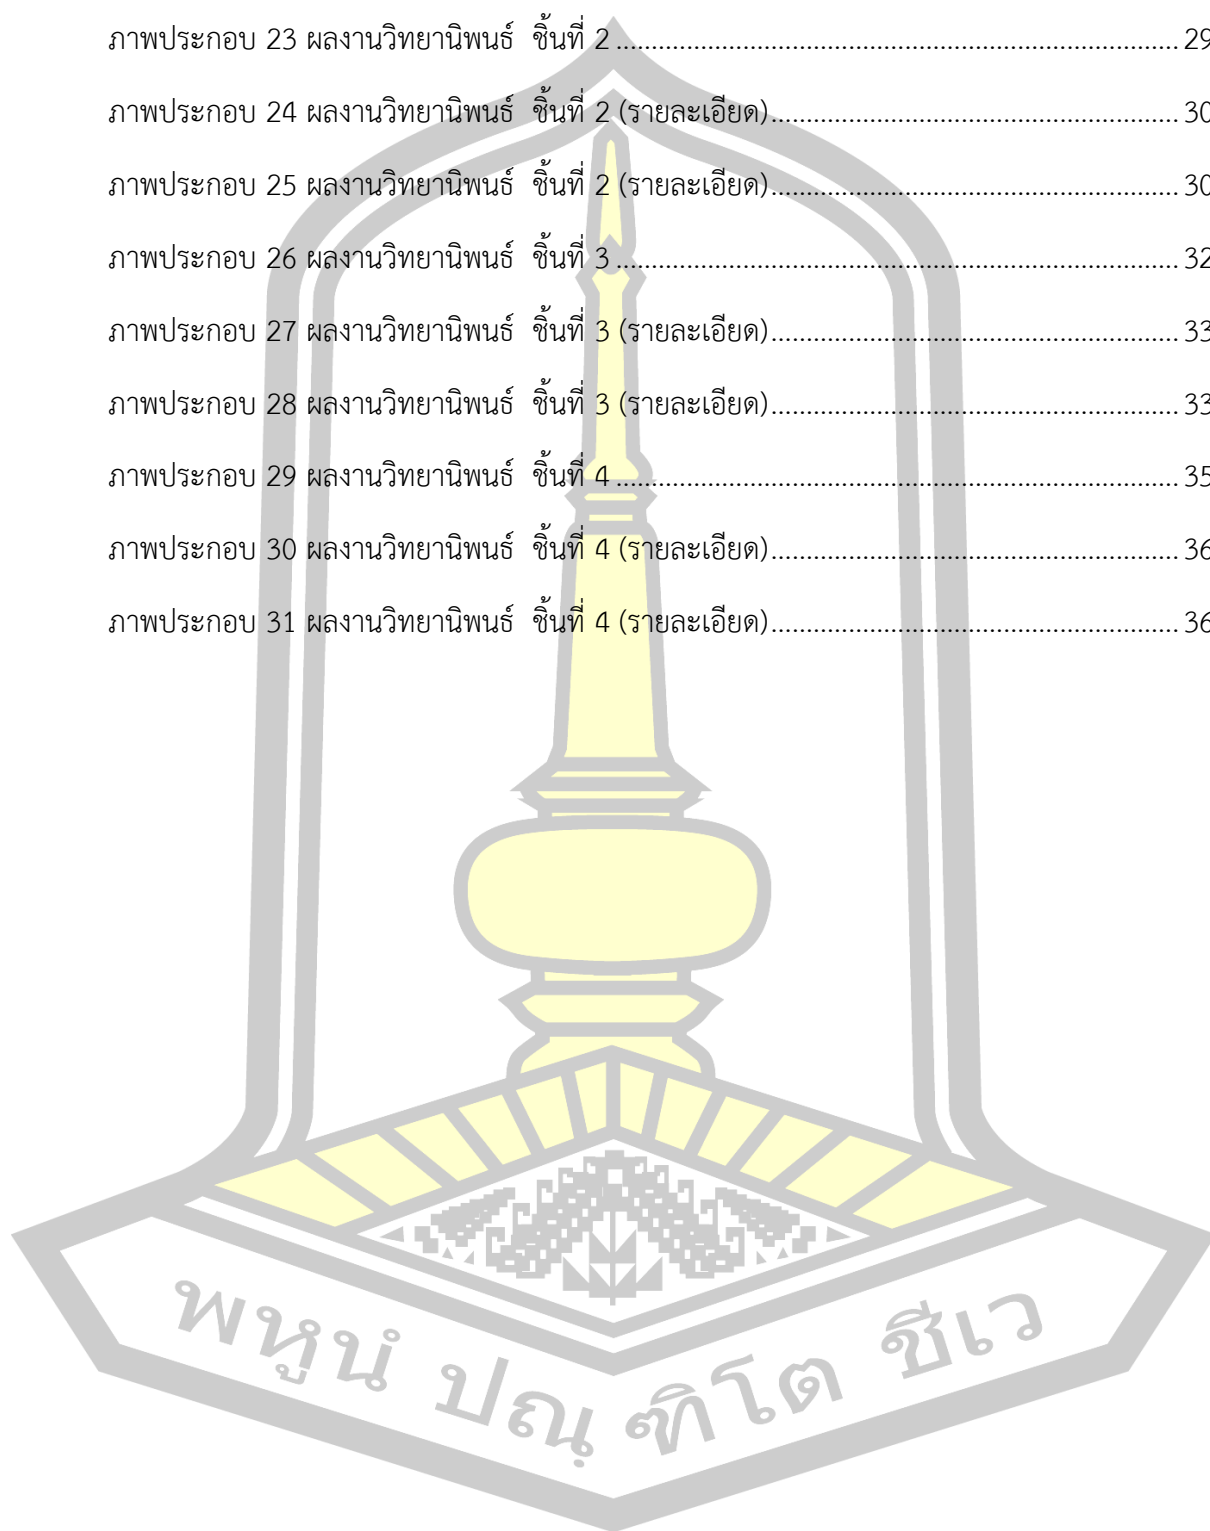 ภาพประกอบ 23 ผลงานวิทยานิพนธ์ ชิ้นที่ 2 ........................................................................ 29
ภาพประกอบ 24 ผลงานวิทยานิพนธ์ ชิ้นที่ 2 (รายละเอียด).................................................... 30
ภาพประกอบ 25 ผลงานวิทยานิพนธ์ ชิ้นที่ 2 (รายละเอียด).................................................... 30
ภาพประกอบ 26 ผลงานวิทยานิพนธ์ ชิ้นที่ 3 ........................................................................ 32
ภาพประกอบ 27 ผลงานวิทยานิพนธ์ ชิ้นที่ 3 (รายละเอียด).................................................... 33
ภาพประกอบ 28 ผลงานวิทยานิพนธ์ ชิ้นที่ 3 (รายละเอียด).................................................... 33
ภาพประกอบ 29 ผลงานวิทยานิพนธ์ ชิ้นที่ 4 ........................................................................ 35
ภาพประกอบ 30 ผลงานวิทยานิพนธ์ ชิ้นที่ 4 (รายละเอียด).................................................... 36
ภาพประกอบ 31 ผลงานวิทยานิพนธ์ ชิ้นที่ 4 (รายละเอียด).................................................... 36
พหูนํ ปณฺ ฑิโต ชีเว